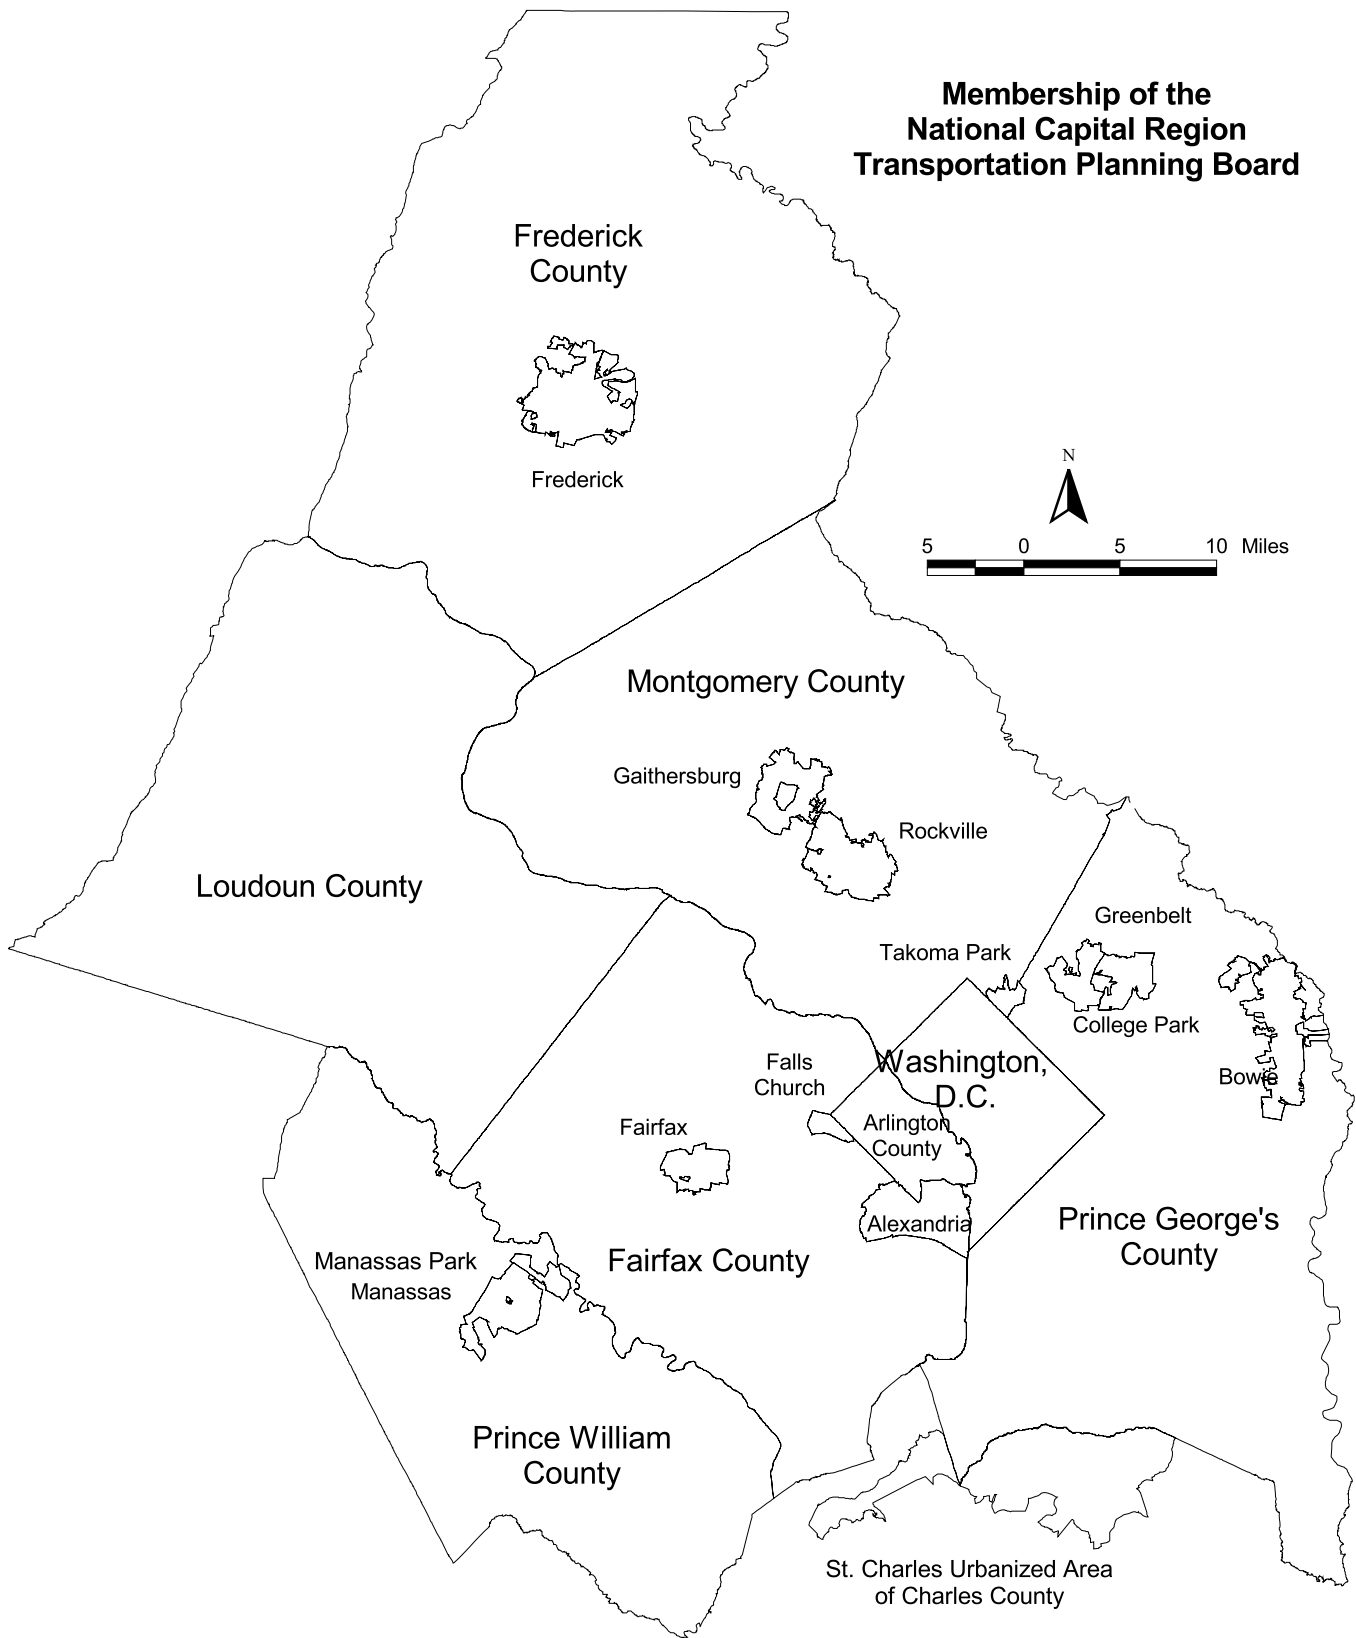 Membership of the
National Capital Region
Transportation Planning Board
Frederick
County
Frederick
N
5 0 5 10 Miles
Montgomery County
Gaithersburg
Rockville
Loudoun County
Greenbelt
Takoma Park
College Park
Washington,
D.C.
Falls
Church
Bowie
Arlington
County
Fairfax
Alexandria
Prince George's
County
Fairfax County
Manassas Park
Manassas
Prince William
County
St. Charles Urbanized Area
of Charles County